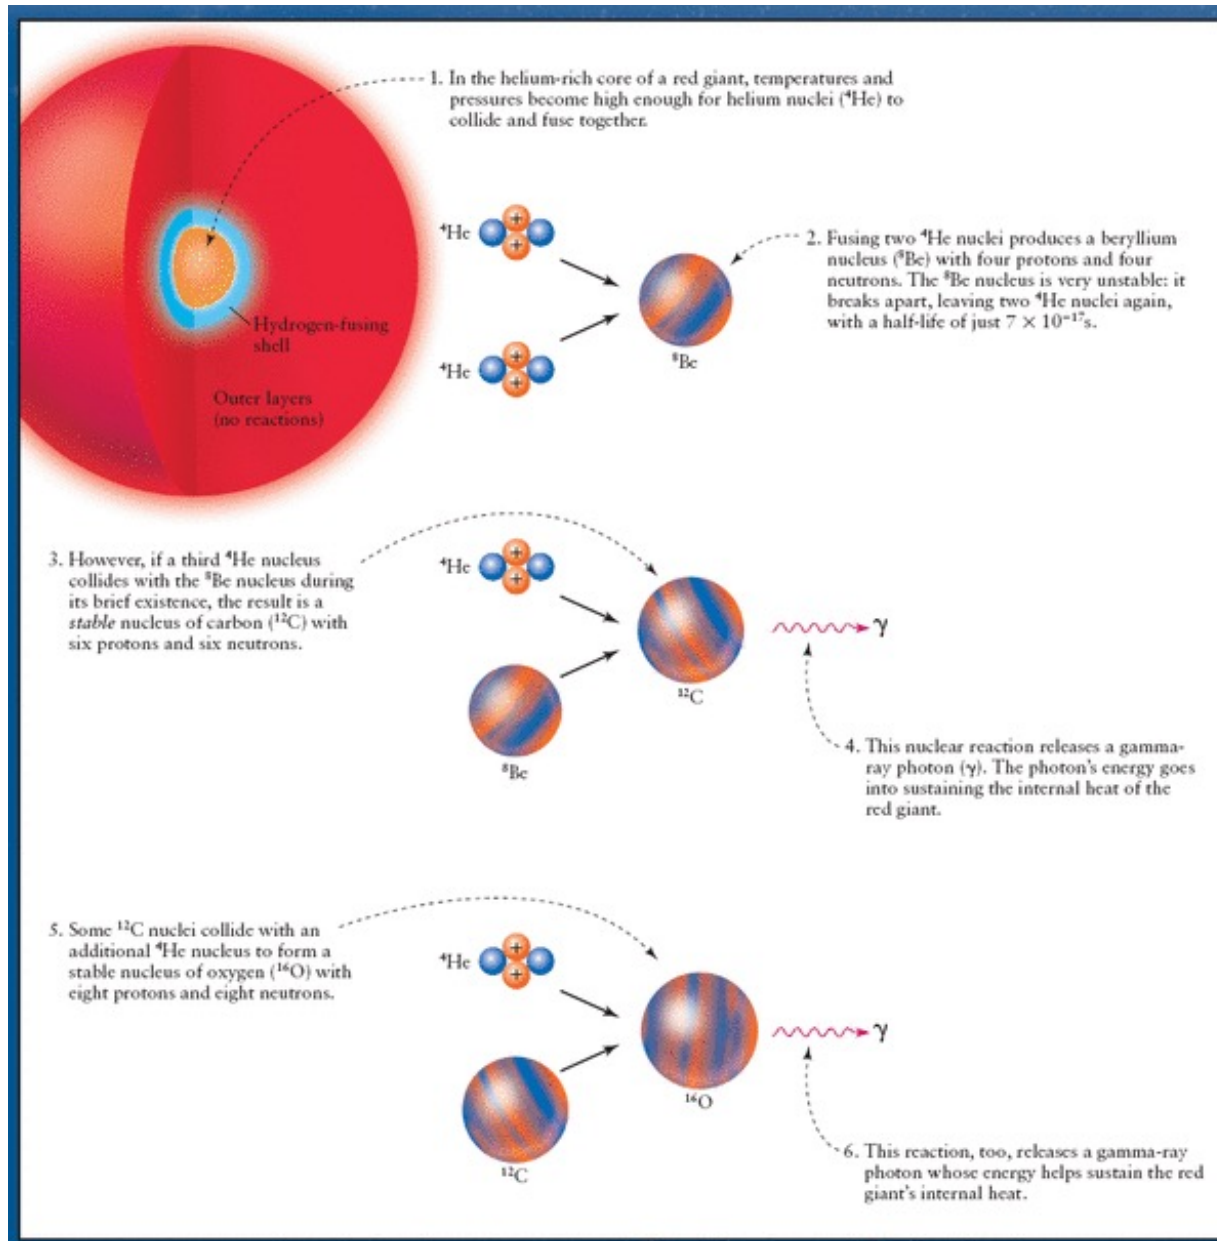 1. In the helium-rich core of a red giant, temperatures and
pressures become high enough for helium nuclei (⁴He) to
collide and fuse together.
⁴He
2. Fusing two ⁴He nuclei produces a beryllium
nucleus (⁸Be) with four protons and four
neutrons. The ⁸Be nucleus is very unstable: it
breaks apart, leaving two ⁴He nuclei again,
with a half-life of just 7 × 10⁻¹⁷s.
Hydrogen-fusing
shell
⁸Be
⁴He
Outer layers
(no reactions)
+
+
+
+
3. However, if a third ⁴He nucleus
collides with the ⁸Be nucleus during
its brief existence, the result is a
stable nucleus of carbon (¹²C) with
six protons and six neutrons.
⁴He
+
+
γ
¹²C
⁸Be
4. This nuclear reaction releases a gamma-
ray photon (γ). The photon's energy goes
into sustaining the internal heat of the
red giant.
5. Some ¹²C nuclei collide with an
additional ⁴He nucleus to form a
stable nucleus of oxygen (¹⁶O) with
eight protons and eight neutrons.
⁴He
+
+
γ
¹⁶O
¹²C
6. This reaction, too, releases a gamma-ray
photon whose energy helps sustain the red
giant's internal heat.